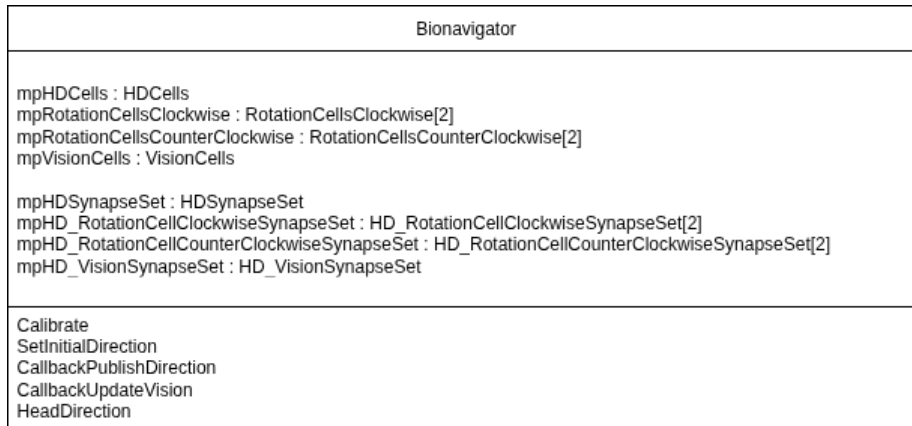 Bionavigator
mpHDCells : HDCells
mpRotationCellsClockwise : RotationCellsClockwise[2]
mpRotationCellsCounterClockwise : RotationCellsCounterClockwise[2]
mpVisionCells : VisionCells
mpHDSynapseSet : HDSynapseSet
mpHD_RotationCellClockwiseSynapseSet : HD_RotationCellClockwiseSynapseSet[2]
mpHD_RotationCellCounterClockwiseSynapseSet : HD_RotationCellCounterClockwiseSynapseSet[2]
mpHD_VisionSynapseSet : HD_VisionSynapseSet
Calibrate
SetInitialDirection
CallbackPublishDirection
CallbackUpdateVision
HeadDirection